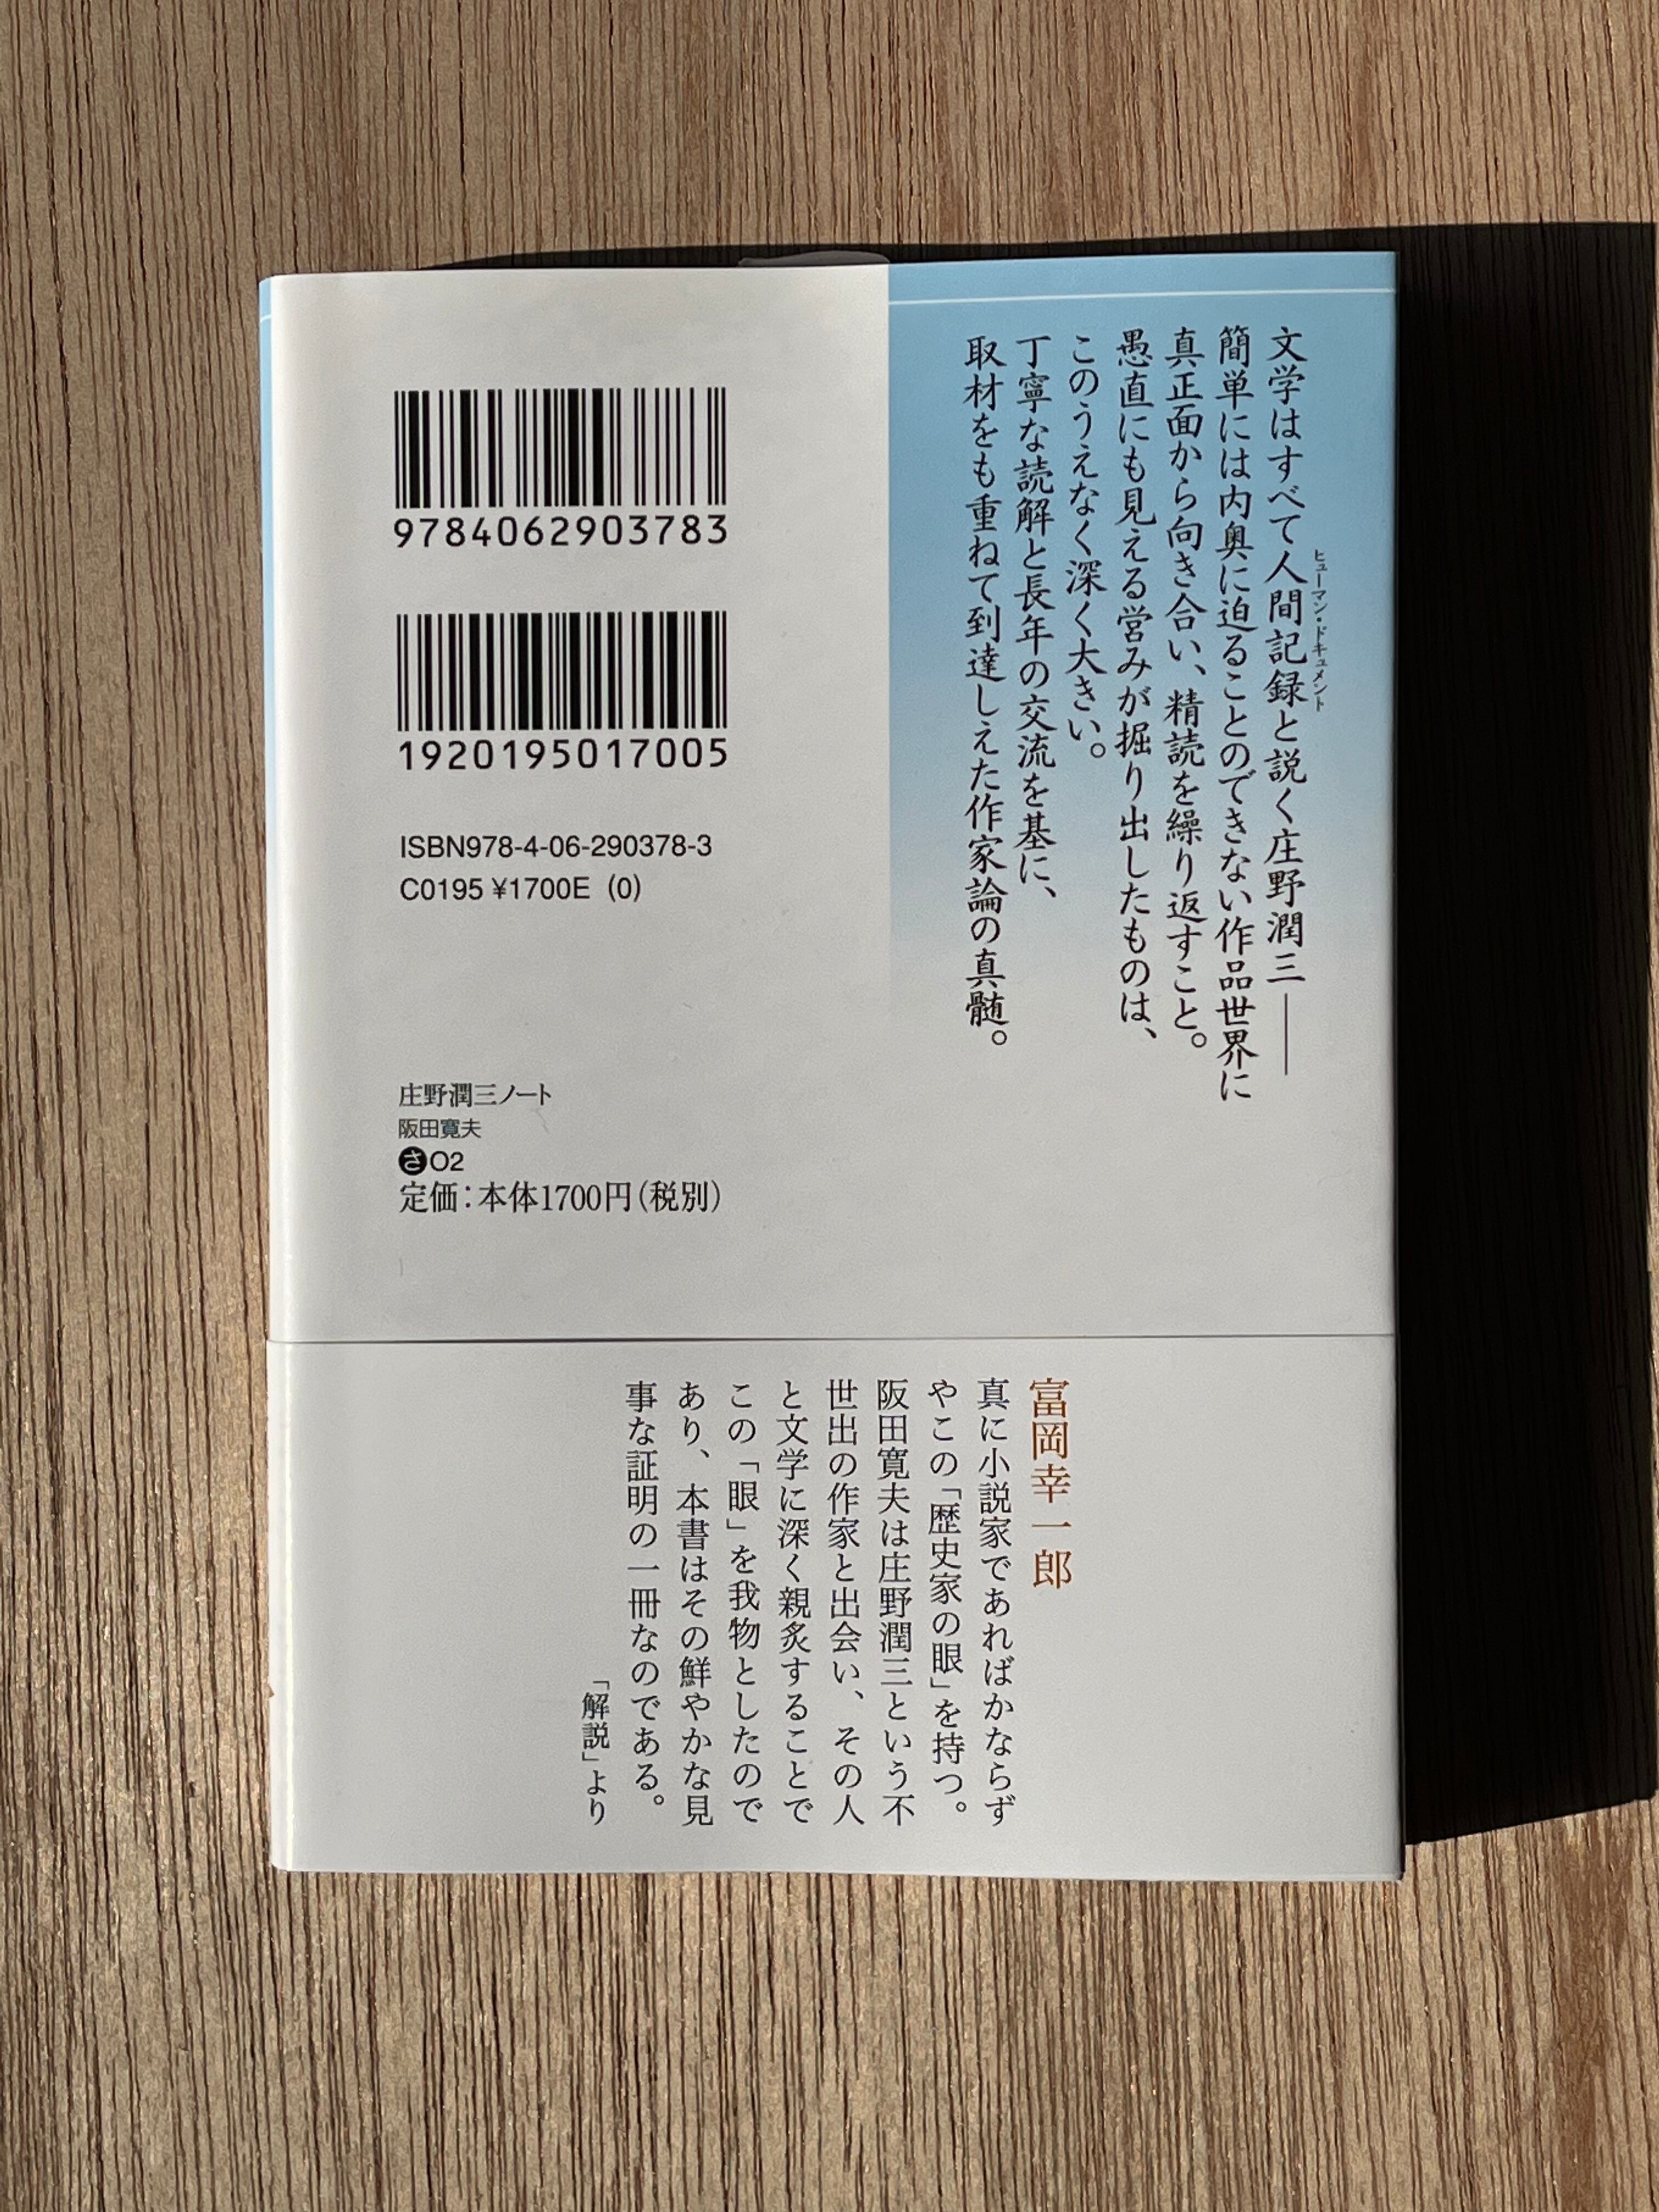 文学はすべて人間記録と説く庄野潤三――
ヒューマン・ドキュメント
簡単には内奥に迫ることのできない作品世界に
真正面から向き合い、精読を繰り返すこと。
愚直にも見える営みが掘り出したものは、
このうえなく深く大きい。
丁寧な読解と長年の交流を基に、
取材をも重ねて到達しえた作家論の真髄。
9784062903783
1920195017005
ISBN978-4-06-290378-3
C0195 ¥1700E (0)
庄野潤三ノート
阪田寛夫
さO2
定価：本体1700円（税別）
富岡幸一郎
真に小説家であればかならず
やこの「歴史家の眼」を持つ。
阪田寛夫は庄野潤三という不
世出の作家と出会い、その人
と文学に深く親炙することで
この「眼」を我物としたので
あり、本書はその鮮やかな見
事な証明の一冊なのである。
「解説」より